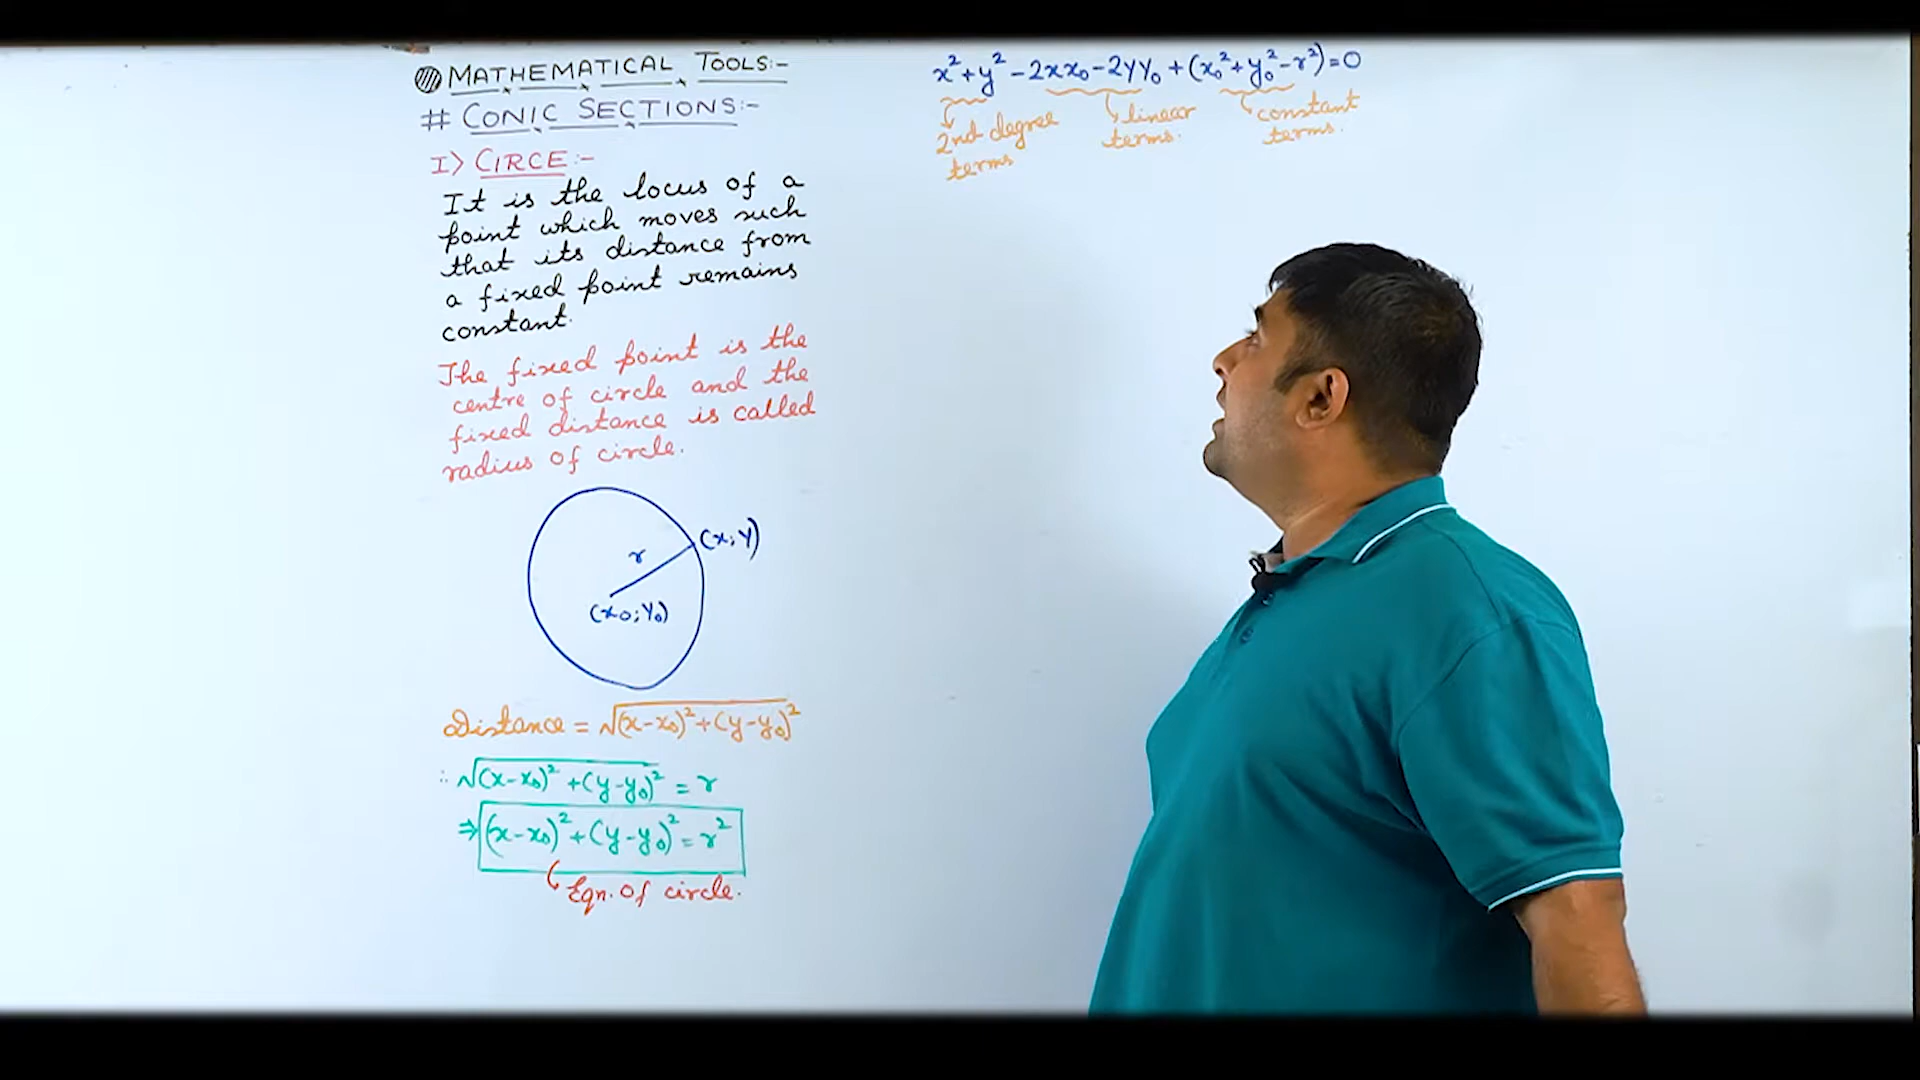 MATHEMATICAL TOOLS:-
# CONIC SECTIONS:-
I) CIRCE:-
It is the locus of a
point which moves such
that its distance from
a fixed point remains
constant.
The fixed point is the
centre of circle and the
fixed distance is called
radius of circle.
r
(x;y)
(x₀;y₀)
Distance = √(x-x₀)²+(y-y₀)²
∴ √(x-x₀)²+(y-y₀)² = r
⇒ (x-x₀)²+(y-y₀)² = r²
Eqn. of circle.
x²+y²-2xx₀-2yy₀+(x₀²+y₀²-r²)=0
2nd degree
terms
linear
terms.
constant
terms.